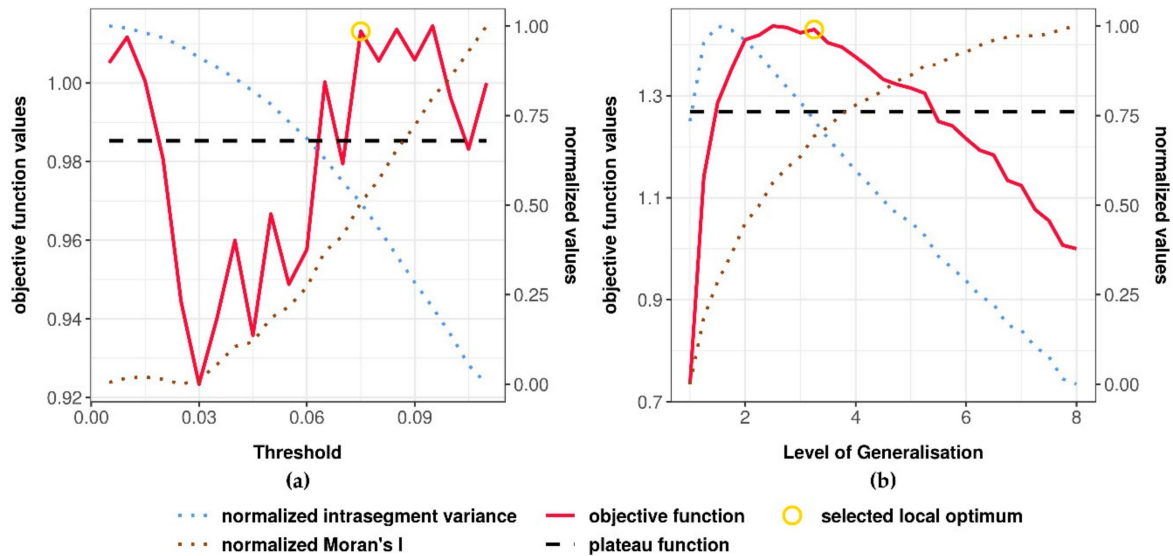 objective function values
1.00
0.98
0.96
0.94
0.92
0.00
0.03
0.06
0.09
1.00
0.75
0.50
0.25
0.00
normalized values
Threshold
(a)
objective function values
1.3
1.1
0.9
0.7
2
4
6
8
1.00
0.75
0.50
0.25
0.00
normalized values
Level of Generalisation
(b)
normalized intrasegment variance
objective function
selected local optimum
normalized Moran's I
plateau function